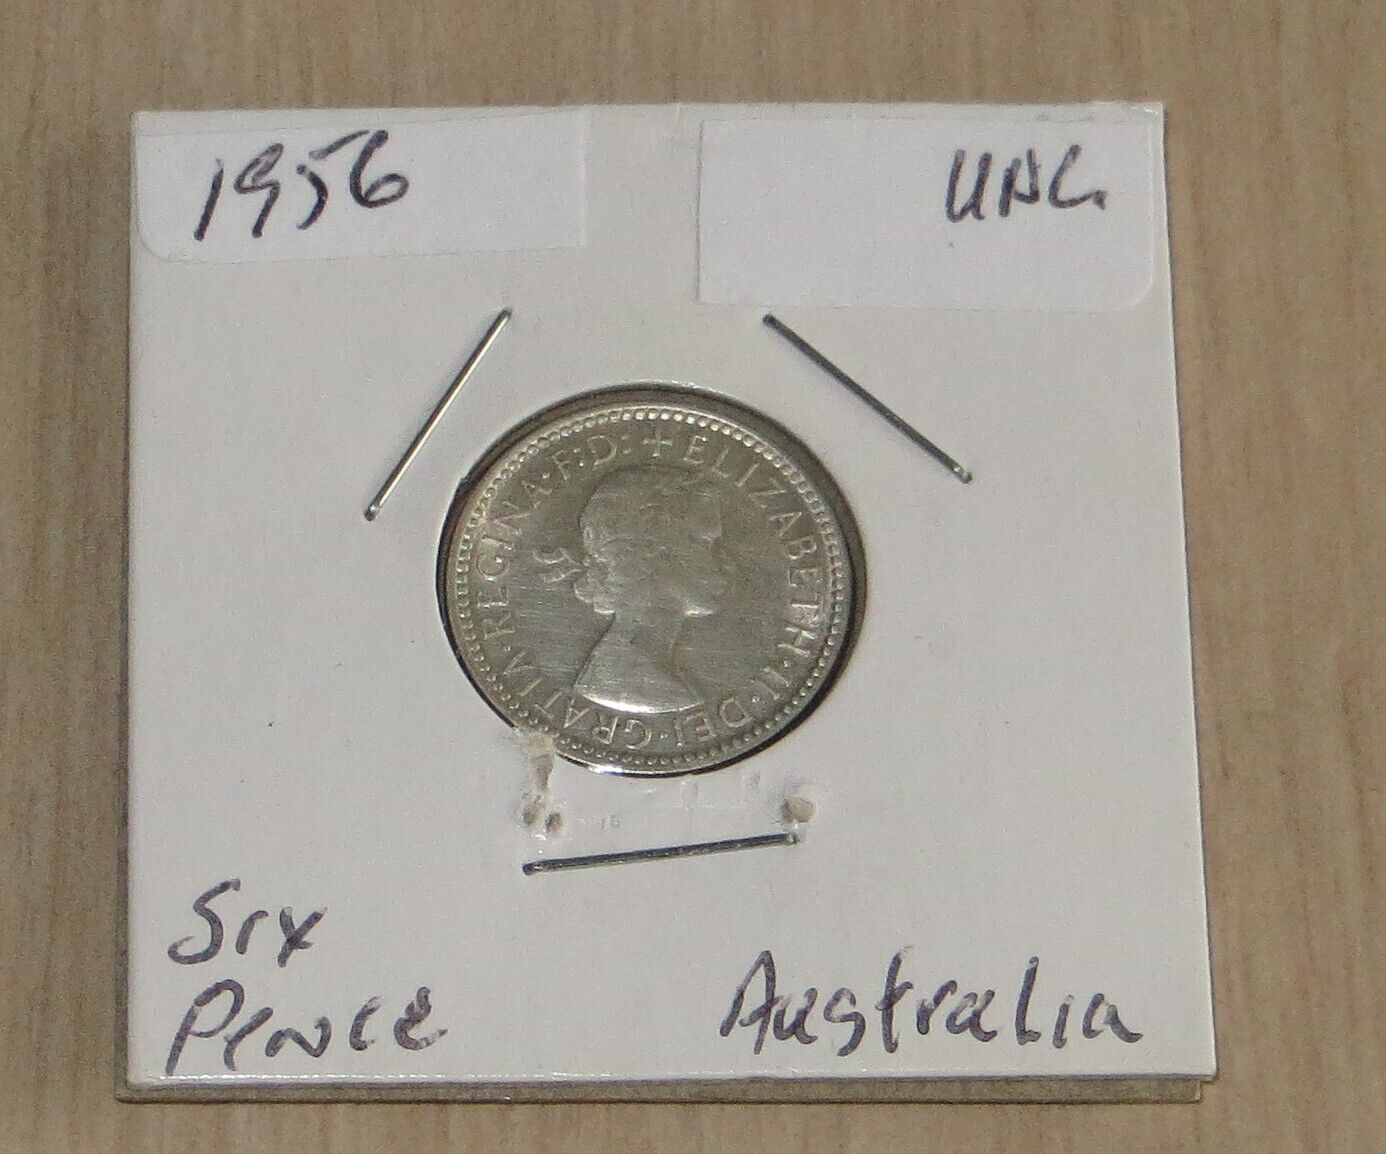 1956
UNC.
+ ELIZABETH·II·DEI·GRATIA·REGINA·F:D:
Six
Pence
Australia